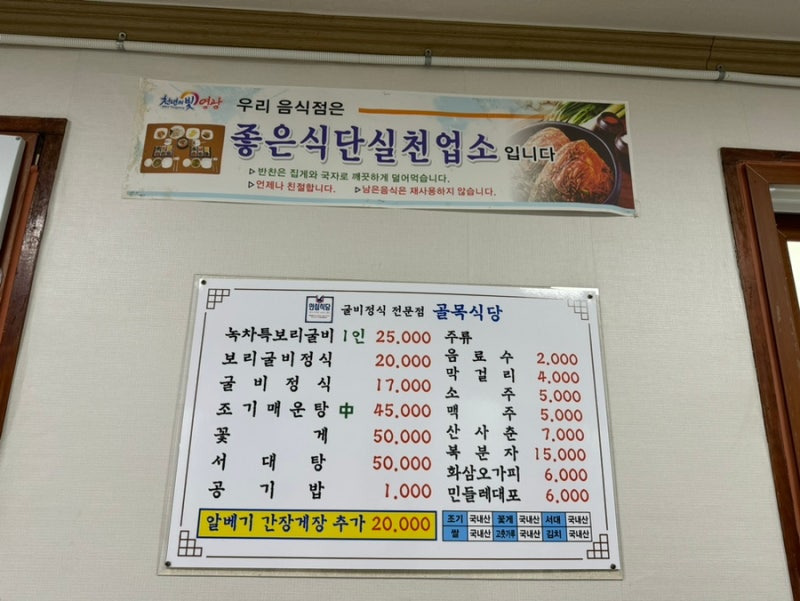 천년의 빛 영광
우리 음식점은
좋은식단실천업소 입니다
▷반찬은 집게와 국자로 깨끗하게 덜어먹습니다.
▷언제나 친절합니다. ▷남은음식은 재사용하지 않습니다.
안심식당
굴비정식 전문점 골목식당
녹차특보리굴비 1인 25,000
보리굴비정식 20,000
굴비정식 17,000
조기매운탕 中 45,000
꽃게 50,000
서대탕 50,000
공기밥 1,000
알베기 간장게장 추가 20,000
주류
음료수 2,000
막걸리 4,000
소주 5,000
맥주 5,000
산사춘 7,000
복분자 15,000
화삼오가피 6,000
민들레대포 6,000
조기 국내산 꽃게 국내산 서대 국내산
쌀 국내산 고춧가루 국내산 김치 국내산